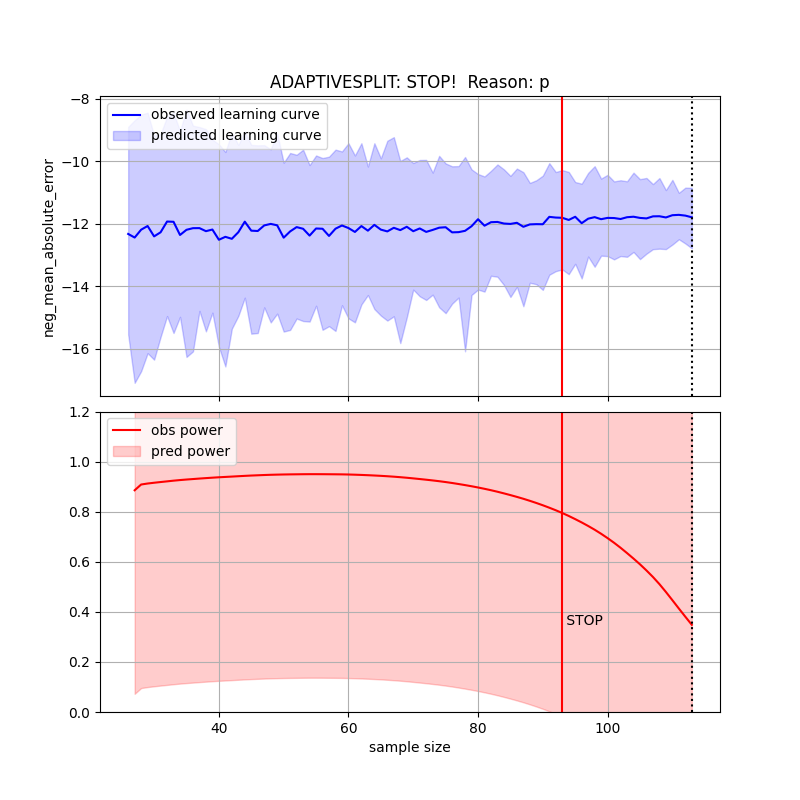 ADAPTIVESPLIT: STOP!  Reason: p
neg_mean_absolute_error
−8
−10
−12
−14
−16
observed learning curve
predicted learning curve
1.2
1.0
0.8
0.6
0.4
0.2
0.0
obs power
pred power
STOP
40
60
80
100
sample size